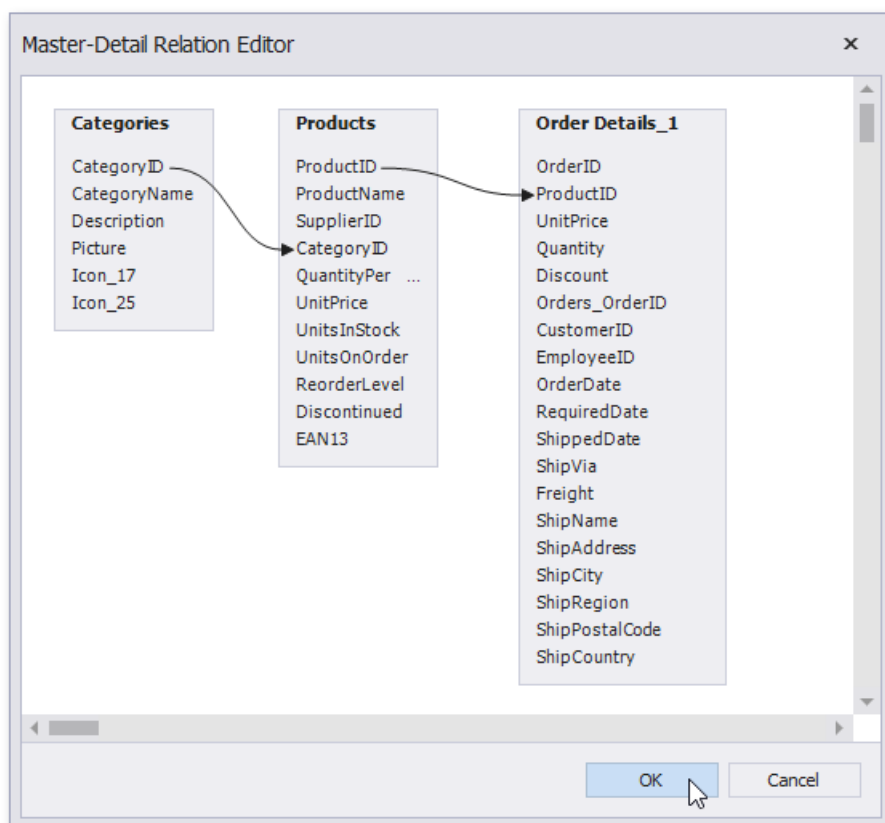 Master-Detail Relation Editor
Categories
CategoryID
CategoryName
Description
Picture
Icon_17
Icon_25
Products
ProductID
ProductName
SupplierID
CategoryID
QuantityPer ...
UnitPrice
UnitsInStock
UnitsOnOrder
ReorderLevel
Discontinued
EAN13
Order Details_1
OrderID
ProductID
UnitPrice
Quantity
Discount
Orders_OrderID
CustomerID
EmployeeID
OrderDate
RequiredDate
ShippedDate
ShipVia
Freight
ShipName
ShipAddress
ShipCity
ShipRegion
ShipPostalCode
ShipCountry
OK
Cancel